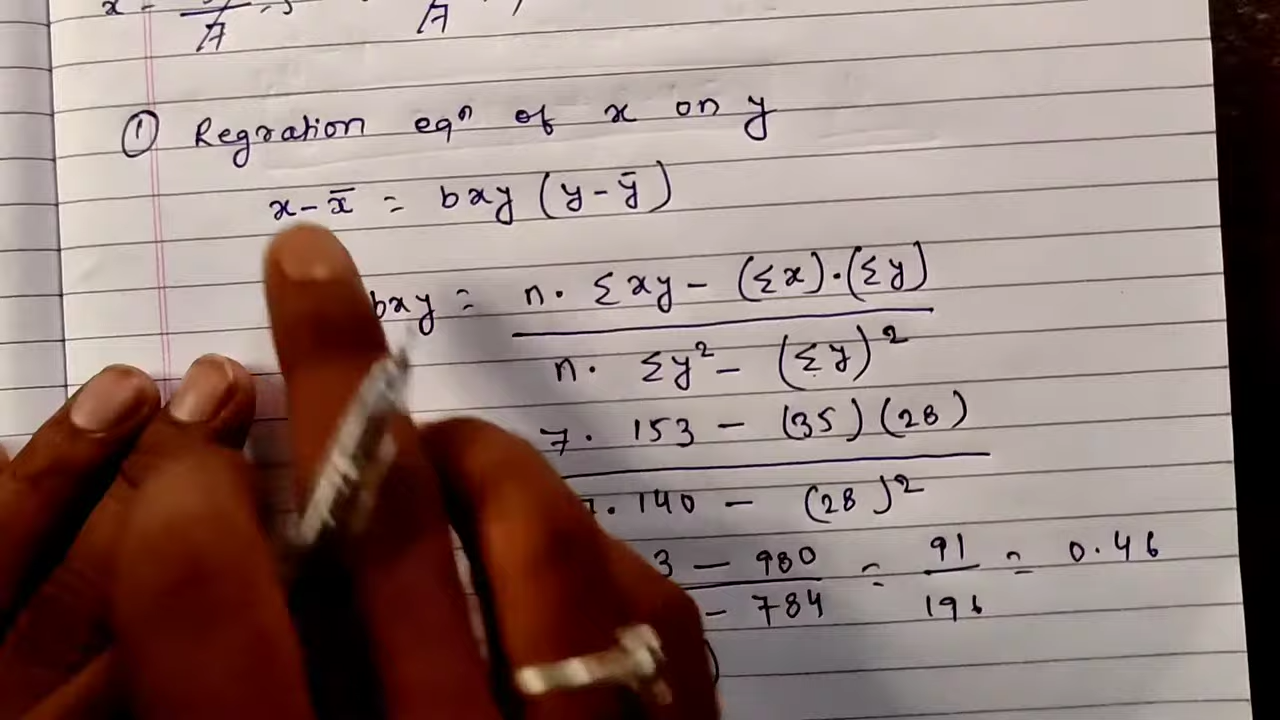 ① Regration eqⁿ of x on y
x - x̄ = bxy (y - ȳ)
bxy = n. Σxy - (Σx).(Σy)
n. Σy² - (Σy)²
7. 153 - (35)(28)
. 140 - (28)²
3 - 980 = 91 = 0.46
- 784 196